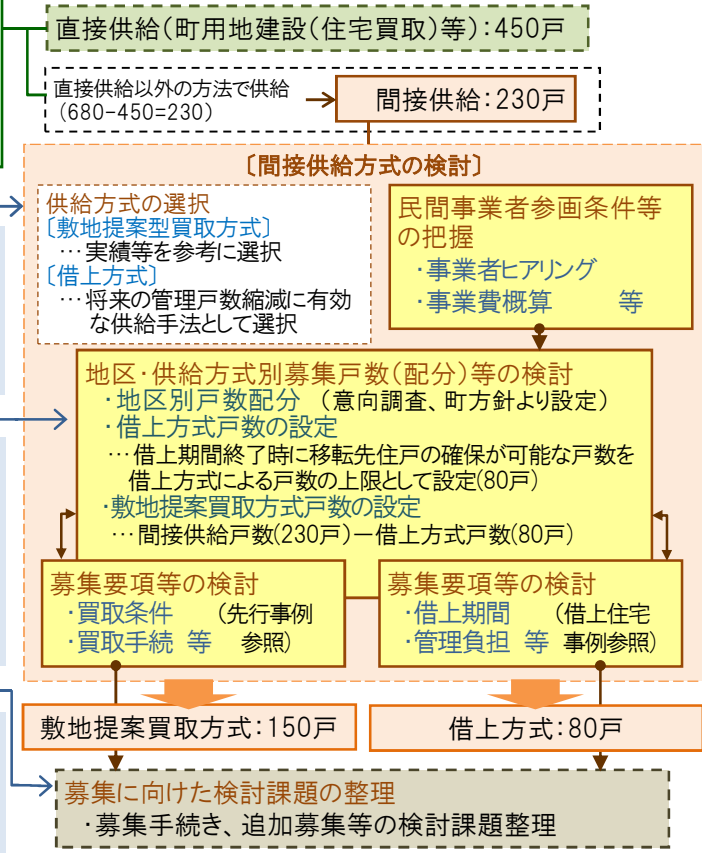 直接供給(町用地建設(住宅買取)等):450戸
直接供給以外の方法で供給
(680-450=230)
間接供給:230戸
〔間接供給方式の検討〕
供給方式の選択
〔敷地提案型買取方式〕
…実績等を参考に選択
〔借上方式〕
…将来の管理戸数縮減に有効
な供給手法として選択
民間事業者参画条件等
の把握
・事業者ヒアリング
・事業費概算 等
地区・供給方式別募集戸数(配分)等の検討
・地区別戸数配分 (意向調査、町方針より設定)
・借上方式戸数の設定
…借上期間終了時に移転先住戸の確保が可能な戸数を
借上方式による戸数の上限として設定(80戸)
・敷地提案買取方式戸数の設定
…間接供給戸数(230戸)-借上方式戸数(80戸)
募集要項等の検討
・買取条件 (先行事例
・買取手続 等 参照)
募集要項等の検討
・借上期間 (借上住宅
・管理負担 等 事例参照)
敷地提案買取方式:150戸
借上方式:80戸
募集に向けた検討課題の整理
・募集手続き、追加募集等の検討課題整理